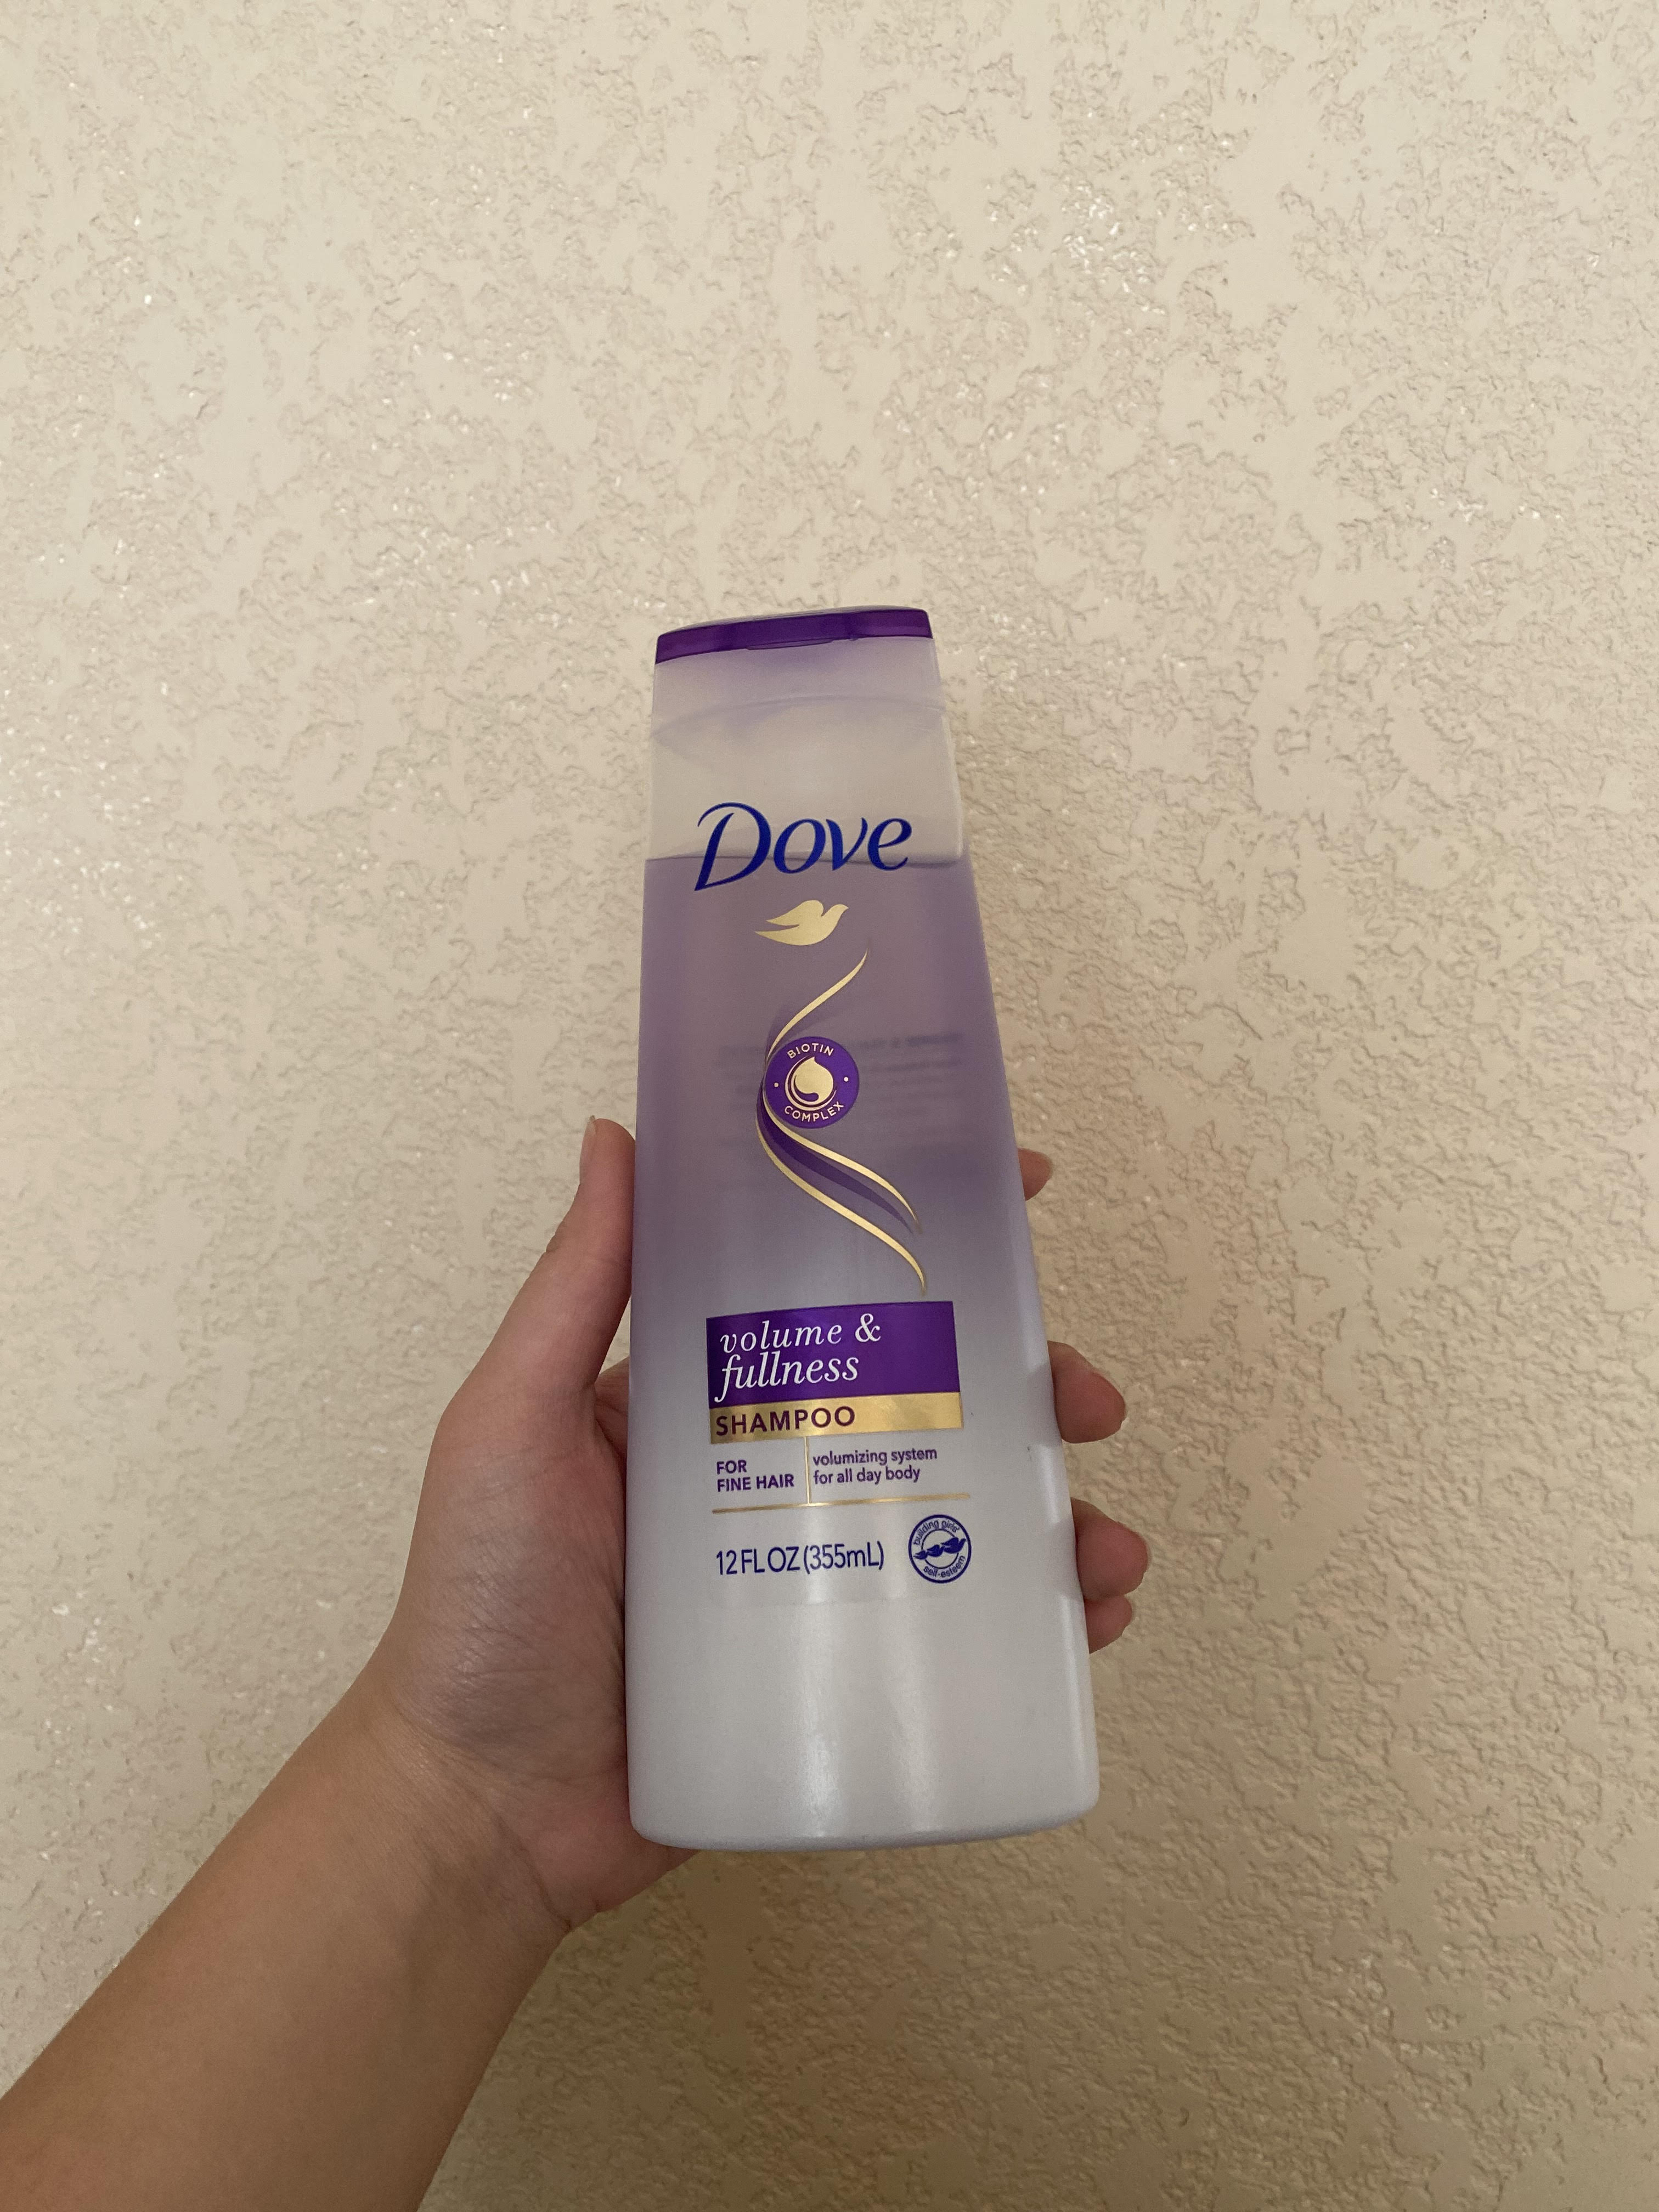 Dove
BIOTIN
COMPLEX
volume &
fullness
SHAMPOO
FOR
FINE HAIR
volumizing system
for all day body
12 FL OZ (355mL)
building girls'
self-esteem